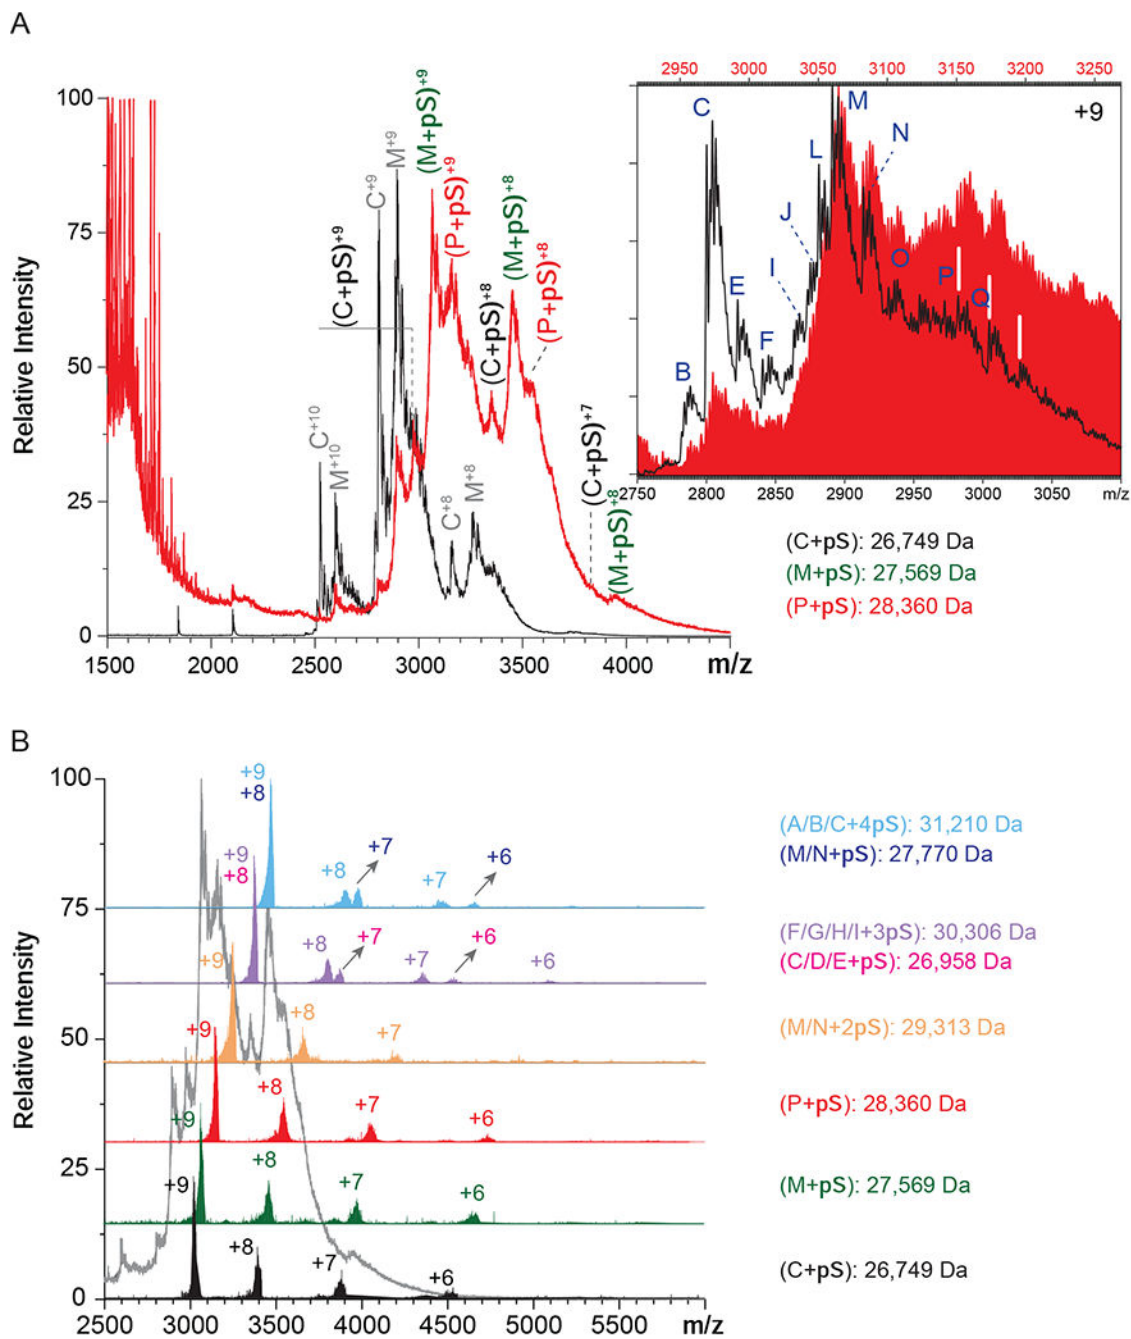 A
100
75
50
25
0
Relative Intensity
1500
2000
2500
3000
3500
4000
m/z
C+10
M+10
(C+pS)+9
C+9
M+9
(M+pS)+9
(P+pS)+9
C+8
M+8
(C+pS)+8
(M+pS)+8
(P+pS)+8
(C+pS)+7
(M+pS)+8
2950
3000
3050
3100
3150
3200
3250
+9
B
C
E
F
I
J
L
M
N
O
P
Q
2750
2800
2850
2900
2950
3000
3050
m/z
(C+pS): 26,749 Da
(M+pS): 27,569 Da
(P+pS): 28,360 Da
B
100
75
50
25
0
Relative Intensity
+9
+8
+8
+7
+7
+6
(A/B/C+4pS): 31,210 Da
(M/N+pS): 27,770 Da
+9
+8
+8
+7
+7
+6
+6
(F/G/H/I+3pS): 30,306 Da
(C/D/E+pS): 26,958 Da
+9
+8
+7
(M/N+2pS): 29,313 Da
+9
+8
+7
+6
(P+pS): 28,360 Da
+9
+8
+7
+6
(M+pS): 27,569 Da
+9
+8
+7
+6
(C+pS): 26,749 Da
2500
3000
3500
4000
4500
5000
5500
m/z